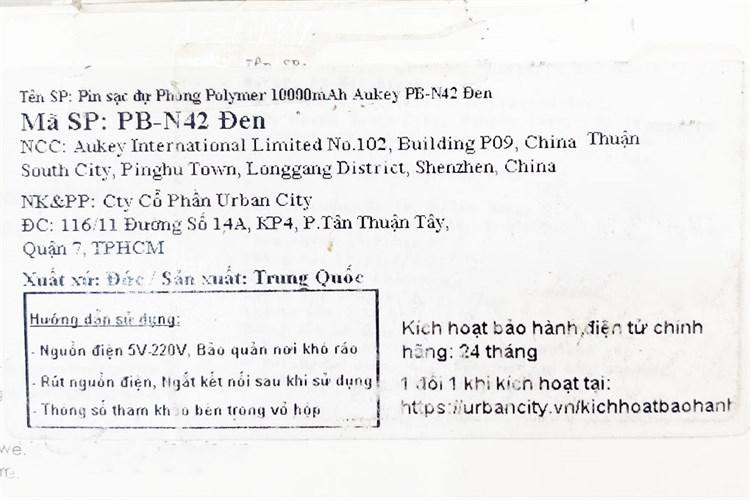 Tên SP: Pin sạc dự Phòng Polymer 10000mAh Aukey PB-N42 Đen
Mã SP: PB-N42 Đen
NCC: Aukey International Limited No.102, Building P09, China Thuận
South City, Pinghu Town, Longgang District, Shenzhen, China
NK&PP: Cty Cổ Phần Urban City
ĐC: 116/11 Đường Số 14A, KP4, P.Tân Thuận Tây,
Quận 7, TPHCM
Xuất xứ: Đức / Sản xuất: Trung Quốc
Hướng dẫn sử dụng:
- Nguồn điện 5V-220V, Bảo quản nơi khô ráo
- Rút nguồn điện, Ngắt kết nối sau khi sử dụng
- Thông số tham khảo bên trong vỏ hộp
Kích hoạt bảo hành điện tử chính
hãng: 24 tháng
1 đổi 1 khi kích hoạt tại:
https://urbancity.vn/kichhoatbaohanh
we.